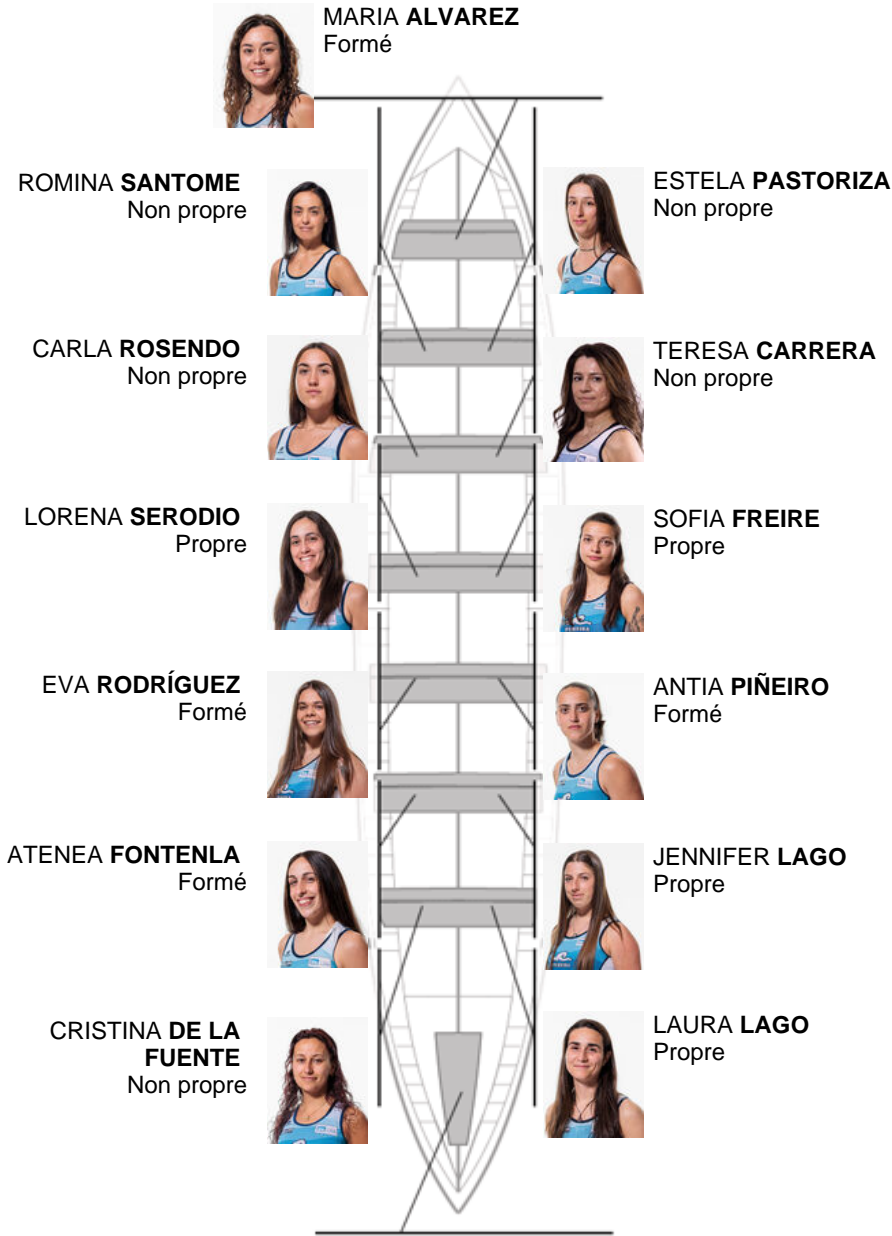 MARIA ALVAREZ
Formé
ROMINA SANTOME
Non propre
ESTELA PASTORIZA
Non propre
CARLA ROSENDO
Non propre
TERESA CARRERA
Non propre
LORENA SERODIO
Propre
SOFIA FREIRE
Propre
EVA RODRÍGUEZ
Formé
ANTIA PIÑEIRO
Formé
ATENEA FONTENLA
Formé
JENNIFER LAGO
Propre
CRISTINA DE LA
FUENTE
Non propre
LAURA LAGO
Propre